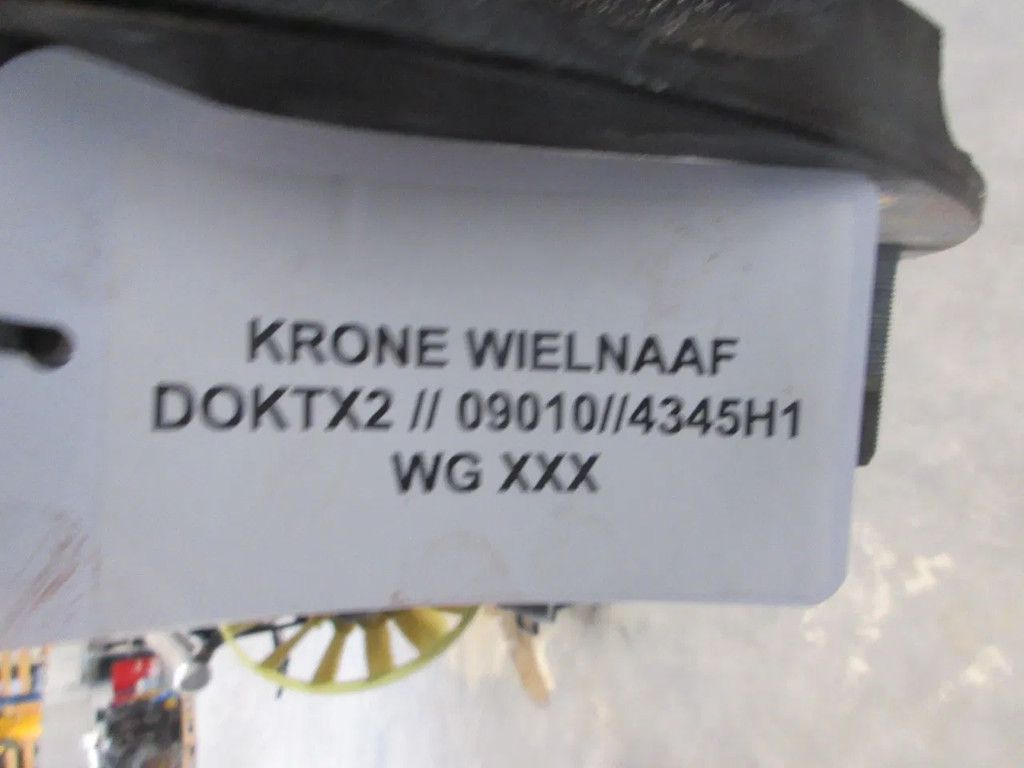 KRONE WIELNAAF
DOKTX2 // 09010//4345H1
WG XXX